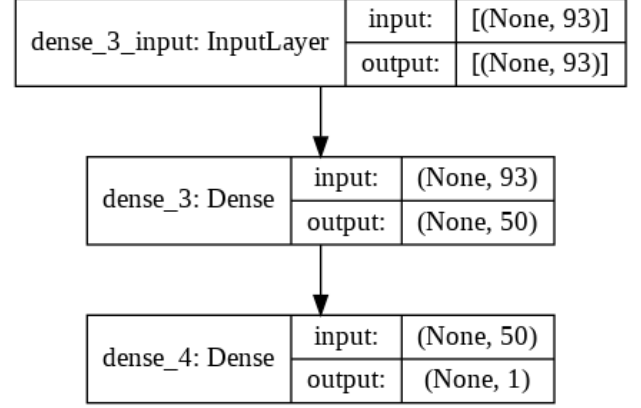 dense_3_input: InputLayer
input: [(None, 93)]
output: [(None, 93)]
dense_3: Dense
input: (None, 93)
output: (None, 50)
dense_4: Dense
input: (None, 50)
output: (None, 1)